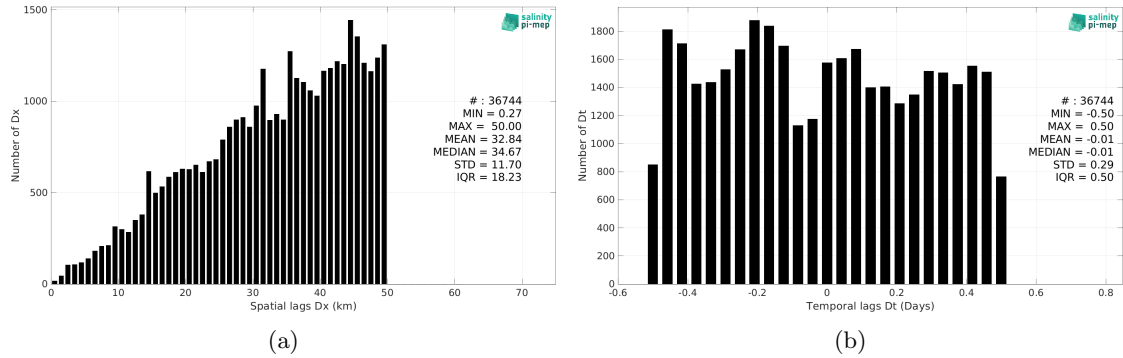 1500
1000
500
0
Number of Dx
0 10 20 30 40 50 60 70
Spatial lags Dx (km)
salinity
pi-mep
# : 36744
MIN = 0.27
MAX = 50.00
MEAN = 32.84
MEDIAN = 34.67
STD = 11.70
IQR = 18.23
(a)
1800
1600
1400
1200
1000
800
600
400
200
0
Number of Dt
-0.6 -0.4 -0.2 0 0.2 0.4 0.6 0.8
Temporal lags Dt (Days)
salinity
pi-mep
# : 36744
MIN = -0.50
MAX = 0.50
MEAN = -0.01
MEDIAN = -0.01
STD = 0.29
IQR = 0.50
(b)